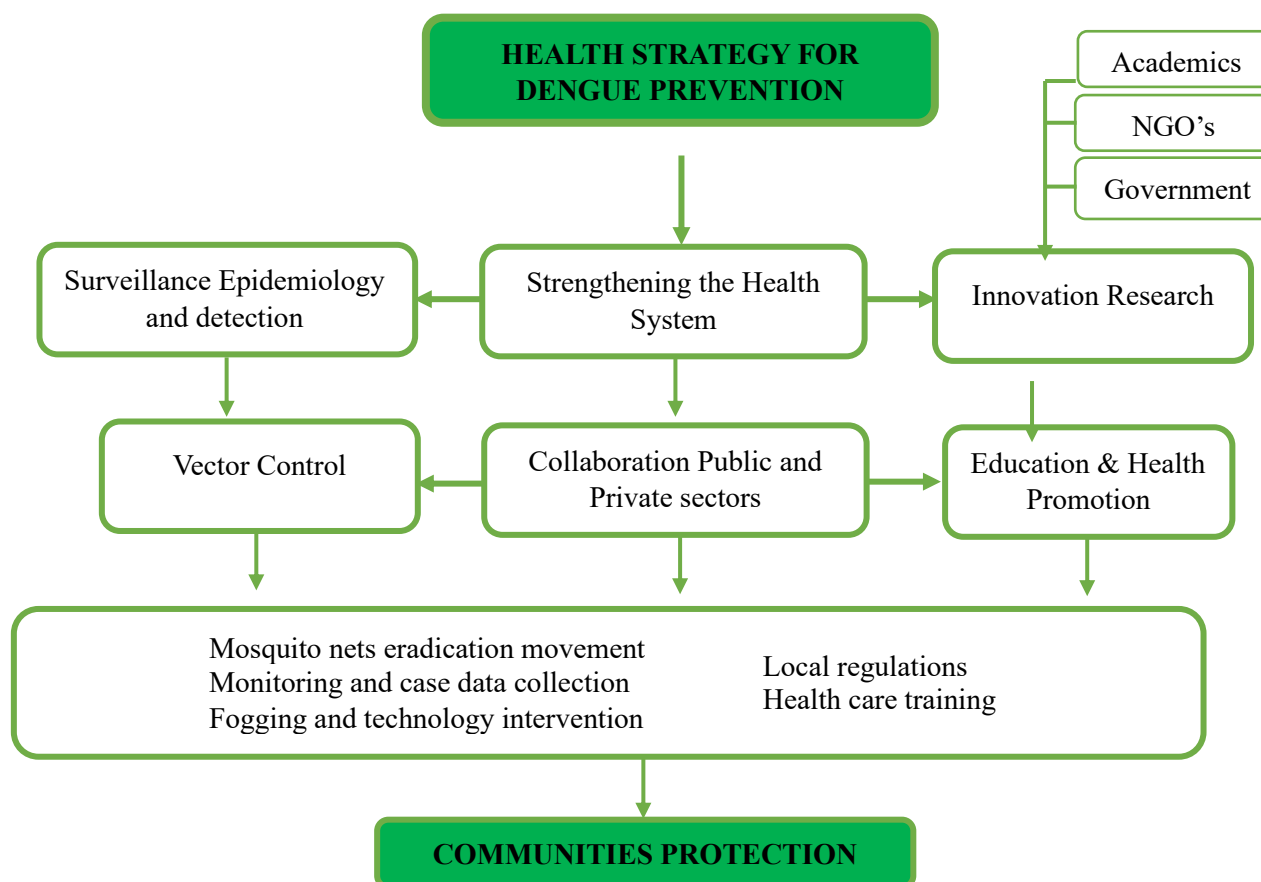 HEALTH STRATEGY FOR
DENGUE PREVENTION
Academics
NGO’s
Government
Surveillance Epidemiology
and detection
Strengthening the Health
System
Innovation Research
Vector Control
Collaboration Public and
Private sectors
Education & Health
Promotion
Mosquito nets eradication movement
Monitoring and case data collection
Fogging and technology intervention
Local regulations
Health care training
COMMUNITIES PROTECTION